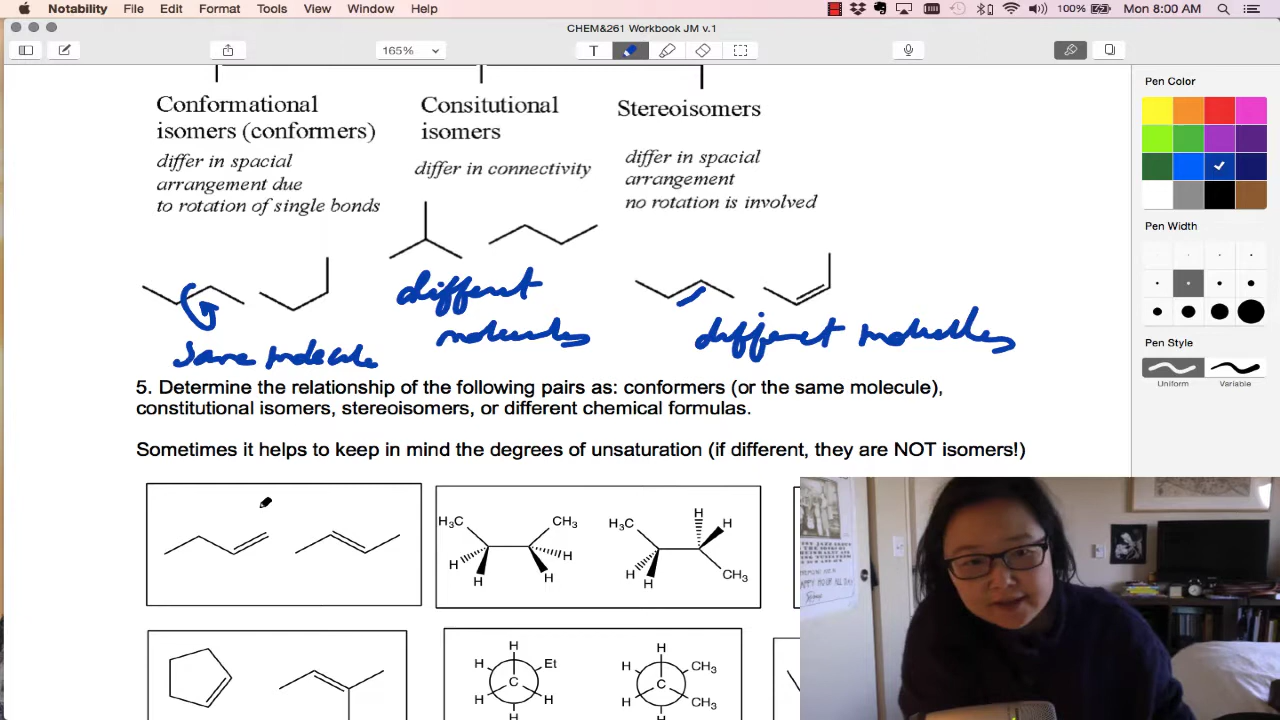 Notability File Edit Format Tools View Window Help 100% Mon 8:00 AM
CHEM&261 Workbook JM v.1
165% T
Pen Color
Pen Width
Pen Style
Uniform Variable
Conformational
isomers (conformers)
differ in spacial
arrangement due
to rotation of single bonds
same molecule
Consitutional
isomers
differ in connectivity
different
molecules
Stereoisomers
differ in spacial
arrangement
no rotation is involved
different molecules
5. Determine the relationship of the following pairs as: conformers (or the same molecule),
constitutional isomers, stereoisomers, or different chemical formulas.
Sometimes it helps to keep in mind the degrees of unsaturation (if different, they are NOT isomers!)
H3C CH3
H H
H H
H3C H H
H
H CH3
H
H Et
C
H H
H
H
H CH3
C
H CH3
H